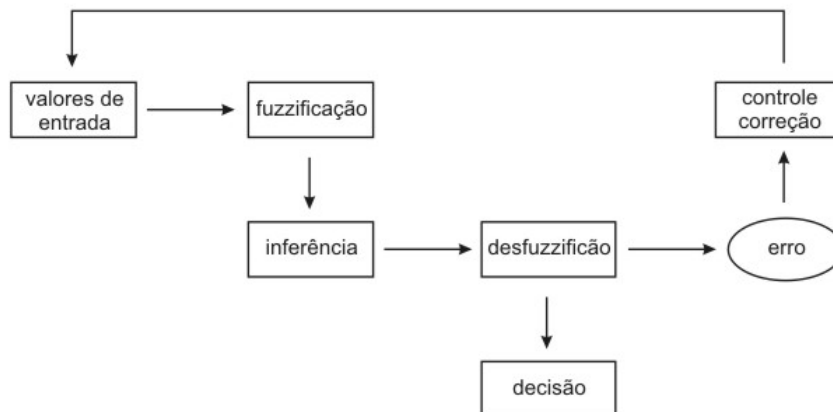 valores de
entrada
fuzzificação
controle
correção
inferência
desfuzzificão
erro
decisão